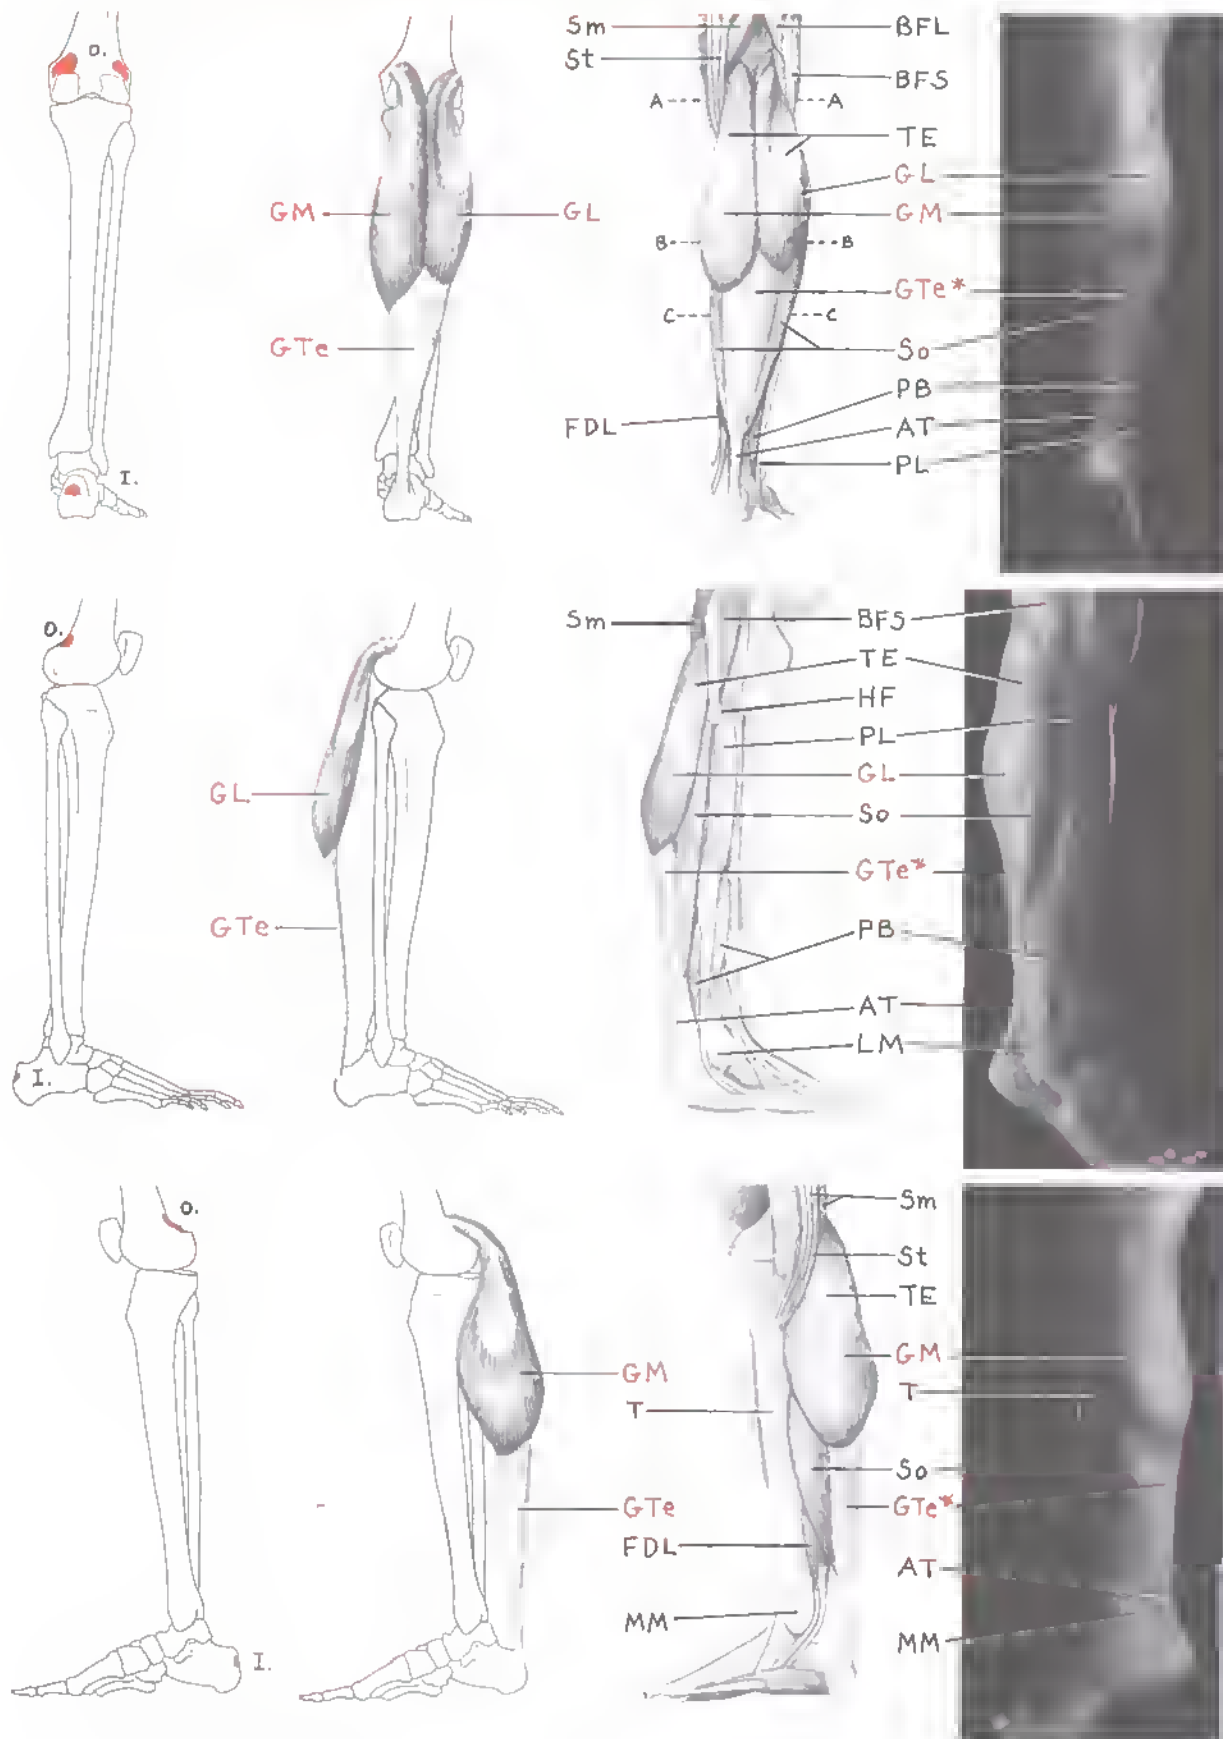 O.
I.
GM
GL
GTe
Sm
St
A
B
C
FDL
BFL
BFS
A
TE
GL
GM
B
GTe*
C
So
PB
AT
PL
O.
I.
GL
GTe
Sm
BFS
TE
HF
PL
GL
So
GTe*
PB
AT
LM
O.
I.
GM
T
GTe
FDL
MM
Sm
St
TE
GM
T
So
GTe*
AT
MM